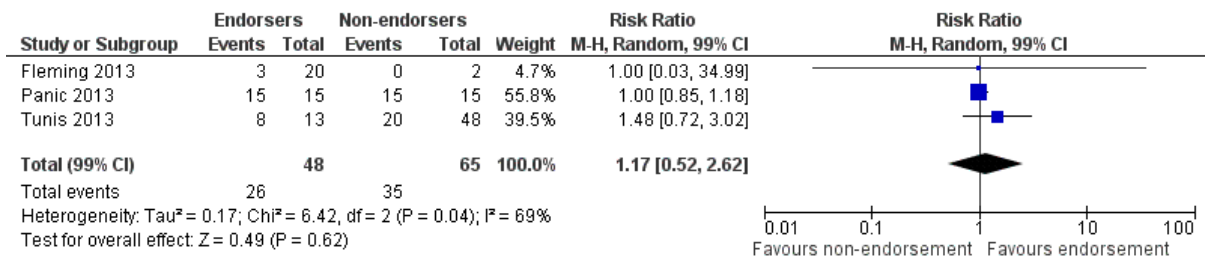 Endorsers Non-endorsers Risk Ratio Risk Ratio
Study or Subgroup Events Total Events Total Weight M-H, Random, 99% CI M-H, Random, 99% CI
Fleming 2013 3 20 0 2 4.7% 1.00 [0.03, 34.99]
Panic 2013 15 15 15 15 55.8% 1.00 [0.85, 1.18]
Tunis 2013 8 13 20 48 39.5% 1.48 [0.72, 3.02]
Total (99% CI) 48 65 100.0% 1.17 [0.52, 2.62]
Total events 26 35
Heterogeneity: Tau² = 0.17; Chi² = 6.42, df = 2 (P = 0.04); I² = 69%
Test for overall effect: Z = 0.49 (P = 0.62)
0.01 0.1 1 10 100
Favours non-endorsement Favours endorsement